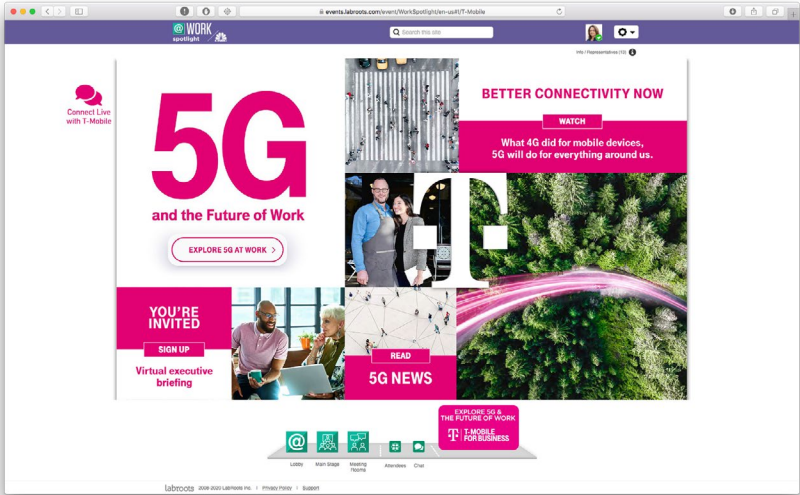 events.labroots.com/event/WorkSpotlight/en-us#!/T-Mobile
@ WORK
spotlight
Search this site
Info / Representatives (13)
Connect Live
with T-Mobile
5G
and the Future of Work
EXPLORE 5G AT WORK >
BETTER CONNECTIVITY NOW
WATCH
What 4G did for mobile devices,
5G will do for everything around us.
T
YOU'RE
INVITED
SIGN UP
Virtual executive
briefing
READ
5G NEWS
EXPLORE 5G &
THE FUTURE OF WORK
T T-MOBILE
FOR BUSINESS
@
Lobby
Main Stage
Meeting
Rooms
Attendees
Chat
labroots 2008-2020 LabRoots Inc. | Privacy Policy | Support